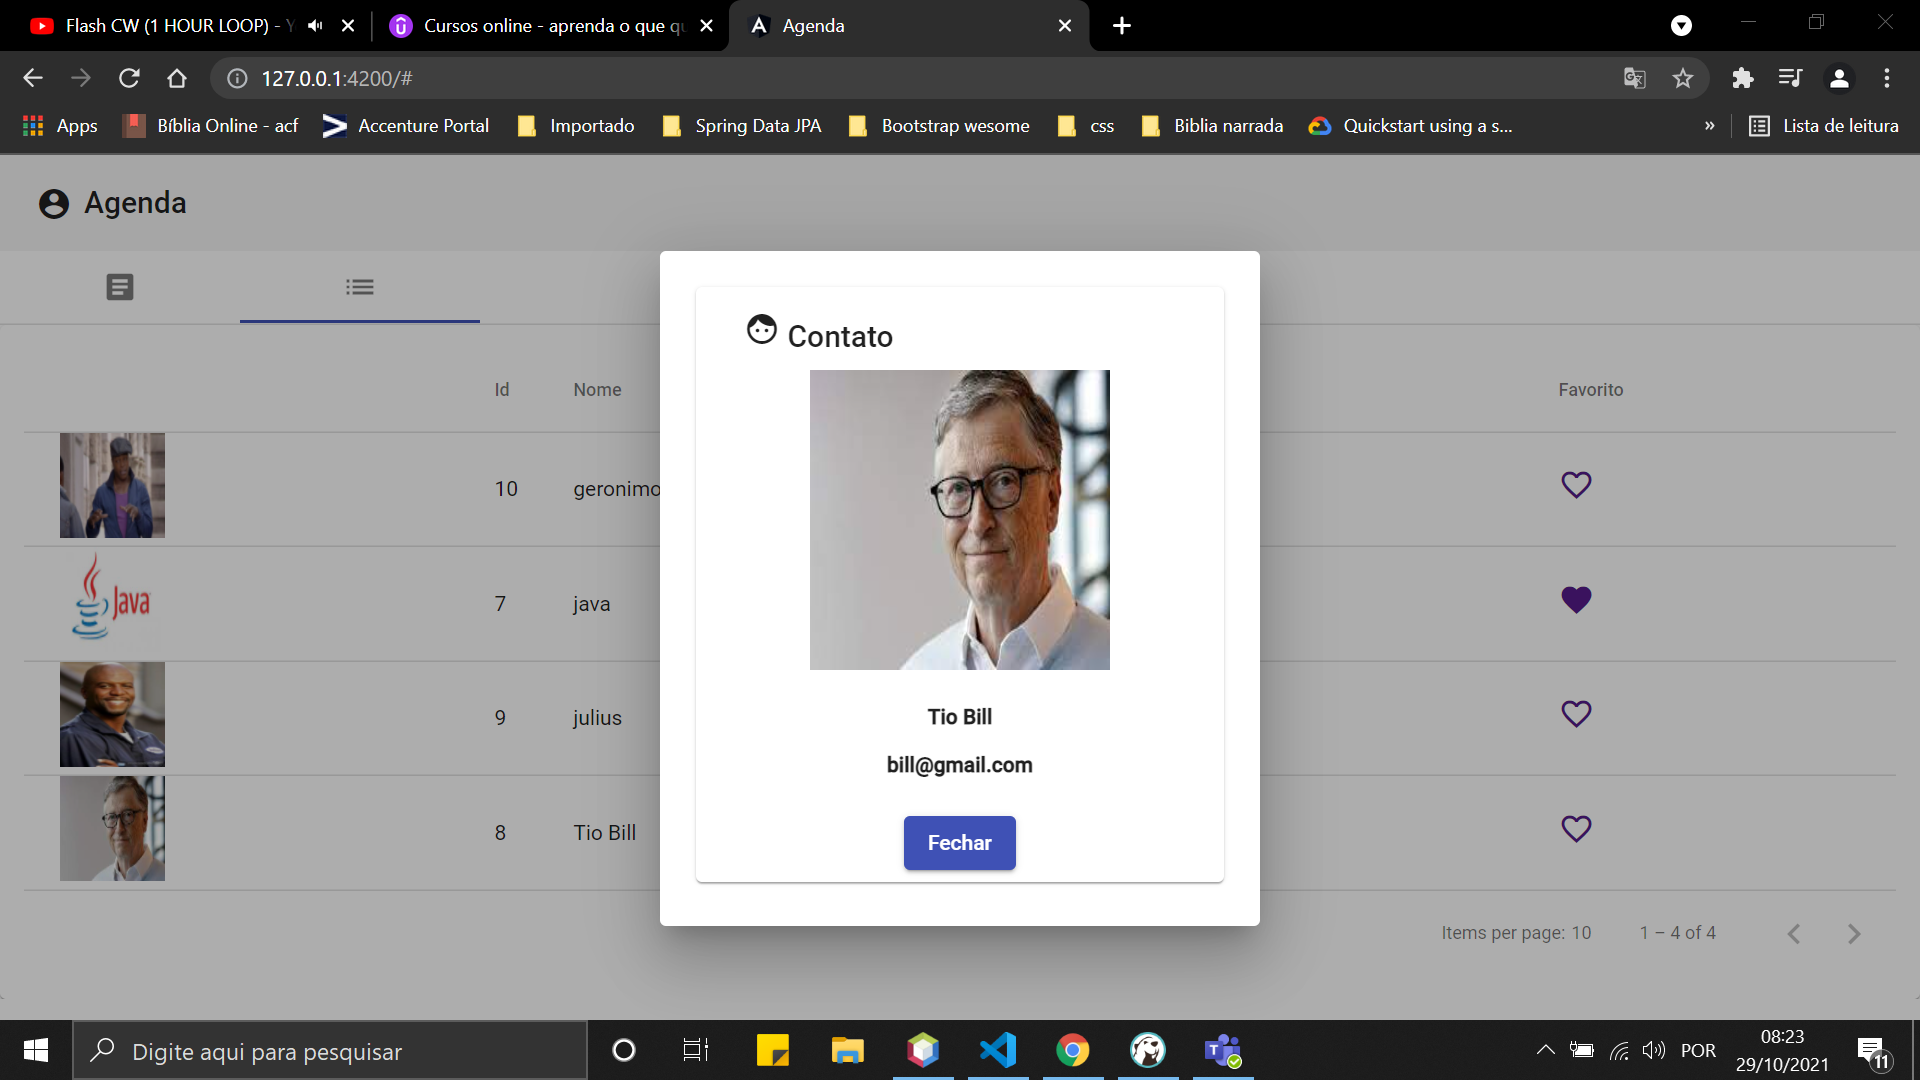 Flash CW (1 HOUR LOOP) - Y
Cursos online - aprenda o que qu
Agenda
127.0.0.1:4200/#
Apps
Bíblia Online - acf
Accenture Portal
Importado
Spring Data JPA
Bootstrap wesome
css
Biblia narrada
Quickstart using a s...
»
Lista de leitura
Agenda
Id
Nome
Favorito
10
geronimo
Java
7
java
9
julius
8
Tio Bill
Contato
Tio Bill
bill@gmail.com
Fechar
Items per page: 10
1 – 4 of 4
Digite aqui para pesquisar
POR
08:23
29/10/2021
11